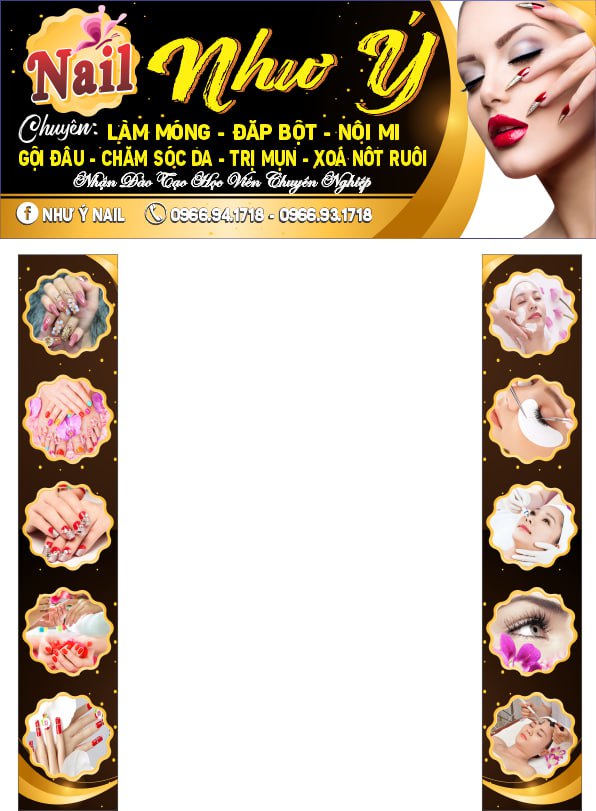 Nail Như Ý
Chuyên: LÀM MÓNG - ĐẮP BỘT - NỐI MI
GỘI ĐẦU - CHĂM SÓC DA - TRỊ MỤN - XOÁ NỐT RUỒI
Nhận Đào Tạo Học Viên Chuyên Nghiệp
f NHƯ Ý NAIL 0966.94.1718 - 0966.93.1718